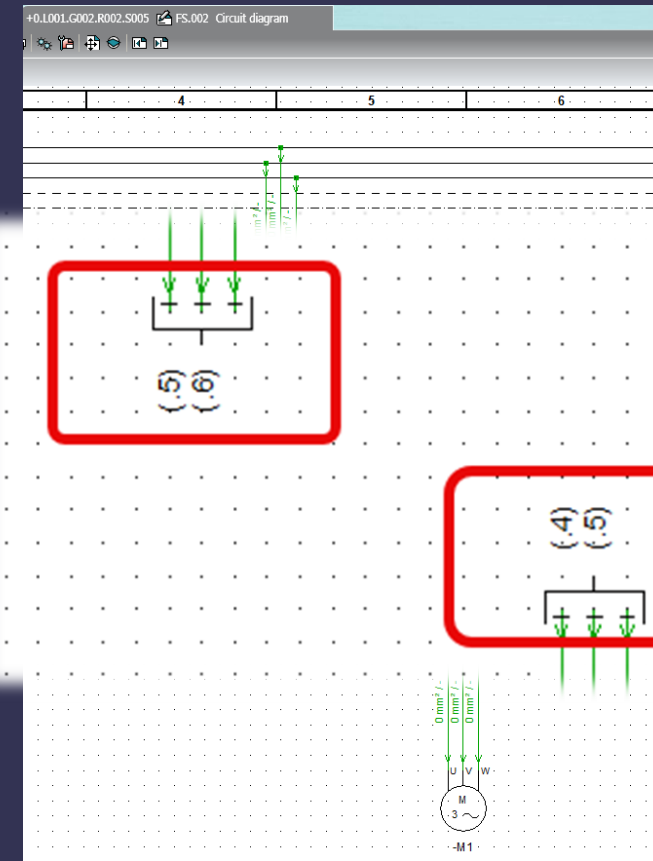 +0.L001.G002.R002.S005 FS.002 Circuit diagram
4 5 6
(.5) (.6)
(.4) (.5)
0 mm²/- 0 mm²/- 0 mm²/-
U V W
M
3 ~
-M1